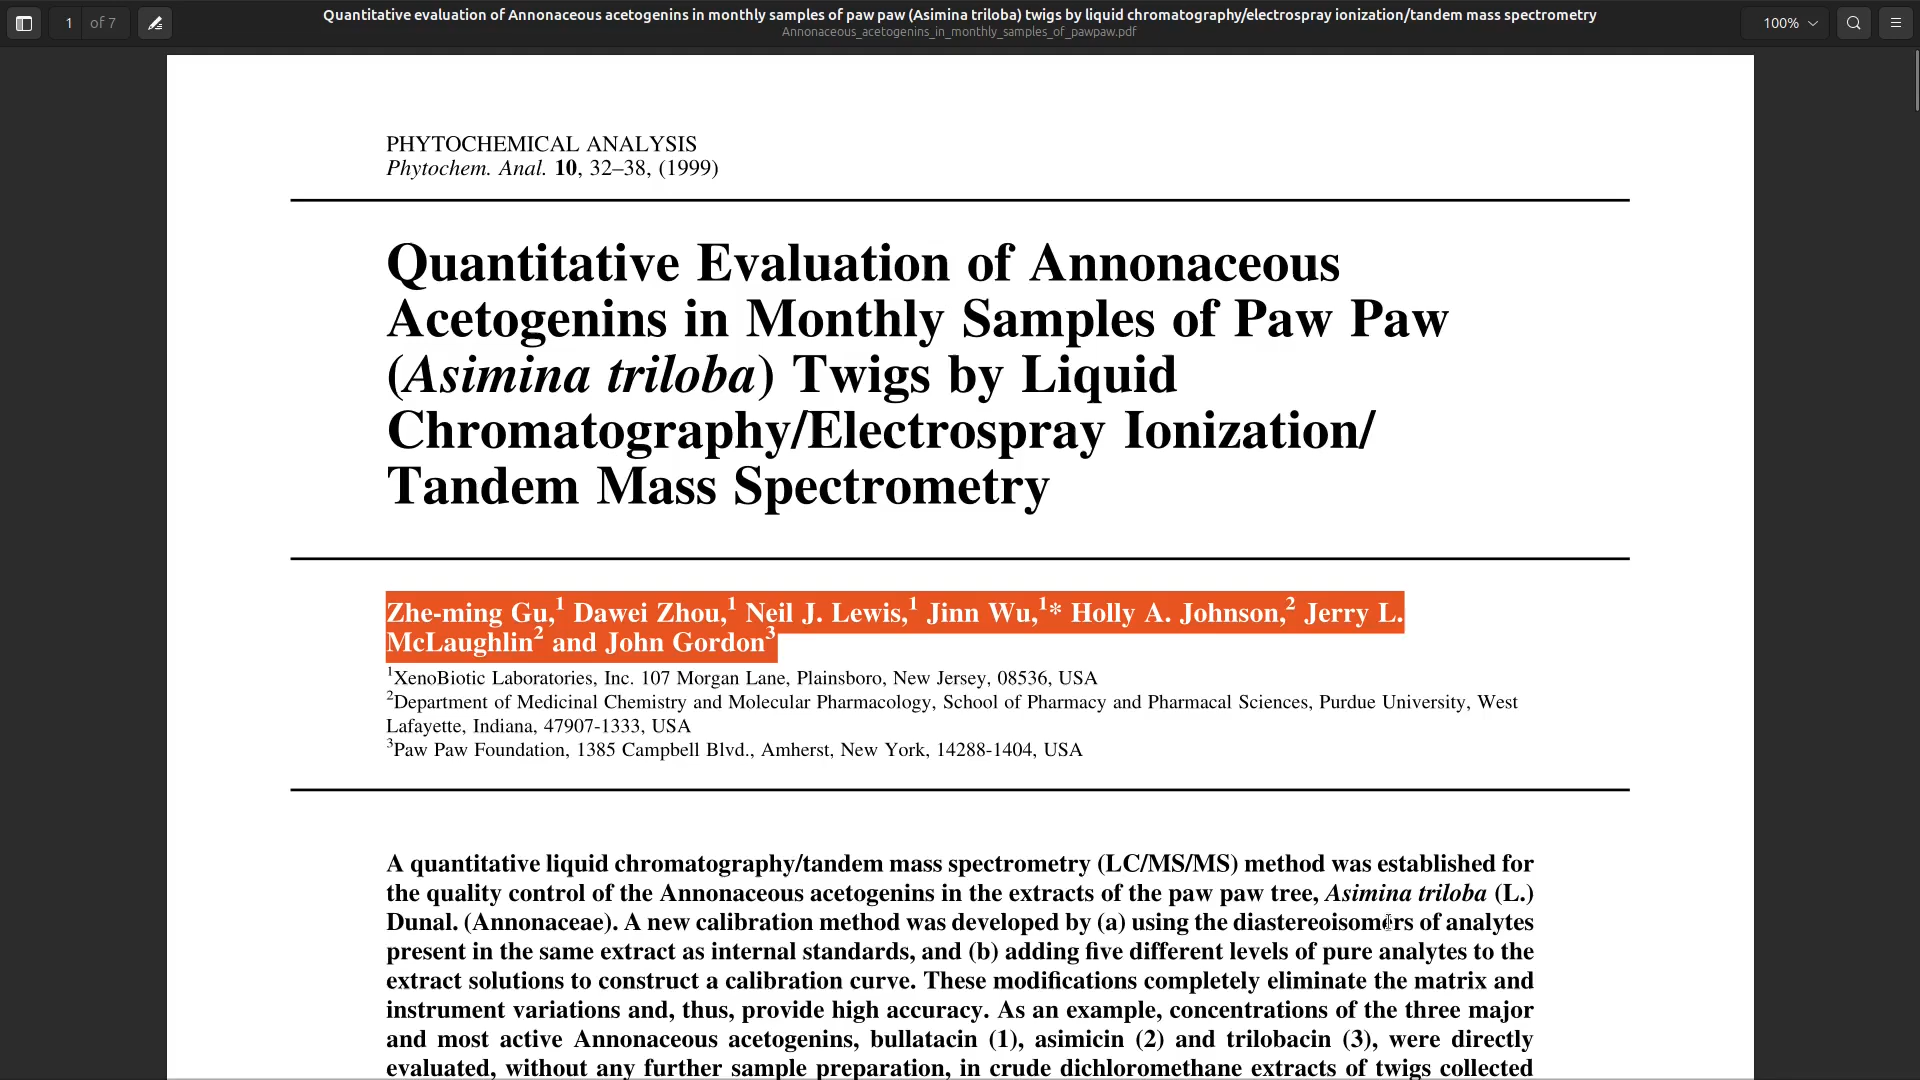 1 of 7
Quantitative evaluation of Annonaceous acetogenins in monthly samples of paw paw (Asimina triloba) twigs by liquid chromatography/electrospray ionization/tandem mass spectrometry
Annonaceous_acetogenins_in_monthly_samples_of_pawpaw.pdf
100%
PHYTOCHEMICAL ANALYSIS
Phytochem. Anal. 10, 32–38, (1999)
Quantitative Evaluation of Annonaceous
Acetogenins in Monthly Samples of Paw Paw
(Asimina triloba) Twigs by Liquid
Chromatography/Electrospray Ionization/
Tandem Mass Spectrometry
Zhe-ming Gu,1 Dawei Zhou,1 Neil J. Lewis,1 Jinn Wu,1* Holly A. Johnson,2 Jerry L.
McLaughlin2 and John Gordon3
1XenoBiotic Laboratories, Inc. 107 Morgan Lane, Plainsboro, New Jersey, 08536, USA
2Department of Medicinal Chemistry and Molecular Pharmacology, School of Pharmacy and Pharmacal Sciences, Purdue University, West
Lafayette, Indiana, 47907-1333, USA
3Paw Paw Foundation, 1385 Campbell Blvd., Amherst, New York, 14288-1404, USA
A quantitative liquid chromatography/tandem mass spectrometry (LC/MS/MS) method was established for
the quality control of the Annonaceous acetogenins in the extracts of the paw paw tree, Asimina triloba (L.)
Dunal. (Annonaceae). A new calibration method was developed by (a) using the diastereoisomers of analytes
present in the same extract as internal standards, and (b) adding five different levels of pure analytes to the
extract solutions to construct a calibration curve. These modifications completely eliminate the matrix and
instrument variations and, thus, provide high accuracy. As an example, concentrations of the three major
and most active Annonaceous acetogenins, bullatacin (1), asimicin (2) and trilobacin (3), were directly
evaluated, without any further sample preparation, in crude dichloromethane extracts of twigs collected